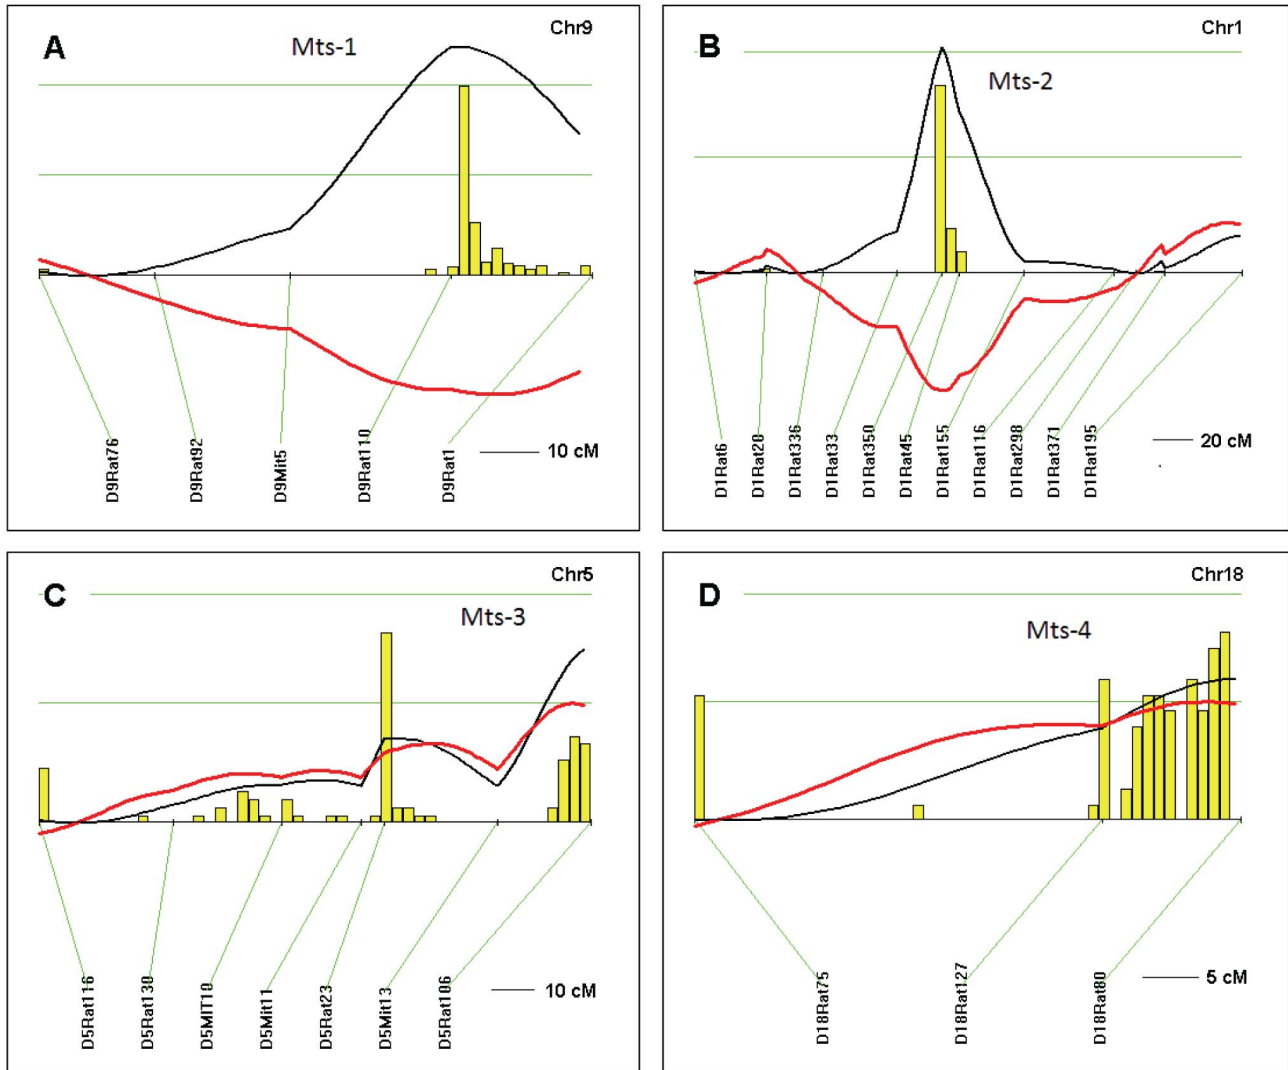 A
Mts-1
Chr9
D9Rat76
D9Rat92
D9Mit5
D9Rat110
D9Rat1
10 cM
B
Mts-2
Chr1
D1Rat6
D1Rat28
D1Rat336
D1Rat33
D1Rat350
D1Rat45
D1Rat155
D1Rat116
D1Rat298
D1Rat371
D1Rat195
20 cM
C
Mts-3
Chr5
D5Rat116
D5Rat130
D5MIT10
D5Mit11
D5Rat23
D5Mit13
D5Rat106
10 cM
D
Mts-4
Chr18
D18Rat75
D18Rat127
D18Rat80
5 cM